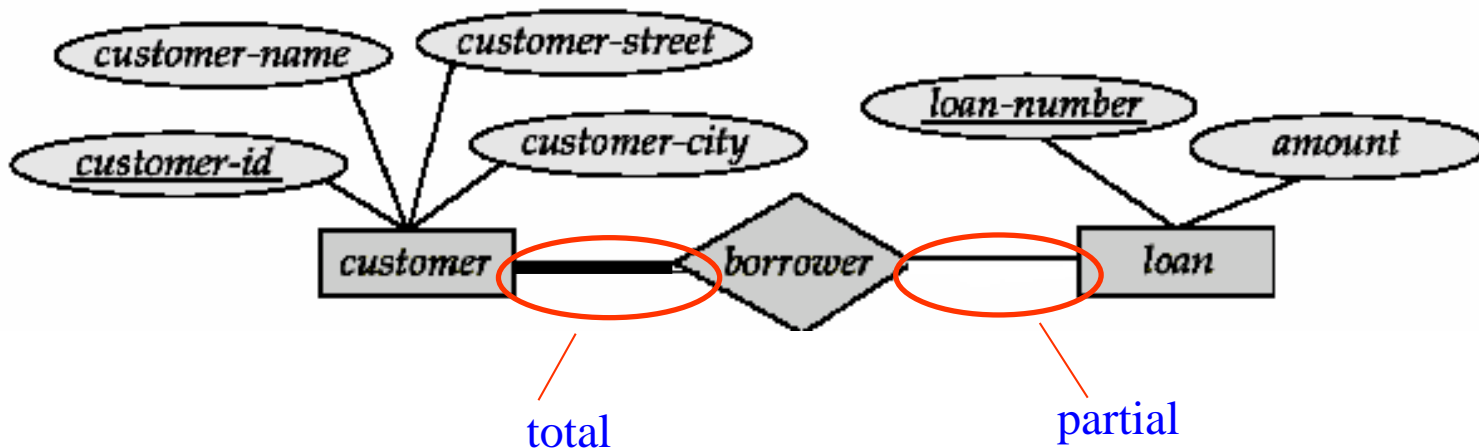 customer-name
customer-street
customer-id
customer-city
loan-number
amount
customer
borrower
loan
total
partial